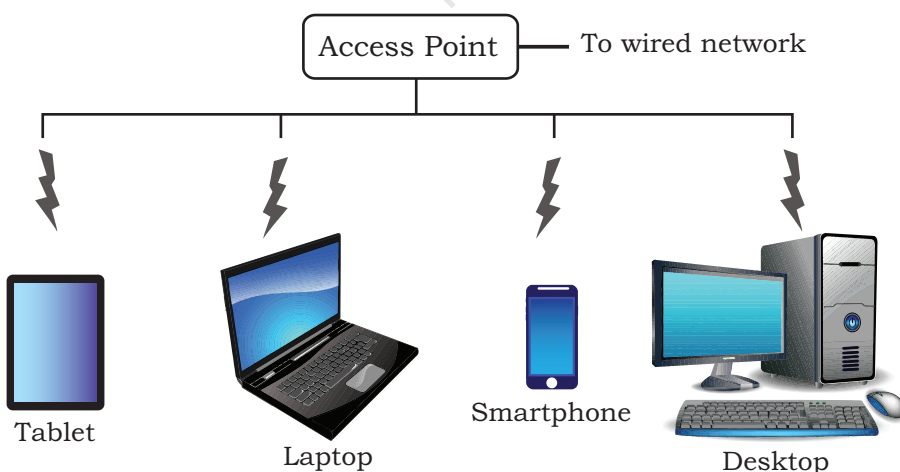 Access Point
To wired network
Tablet
Laptop
Smartphone
Desktop